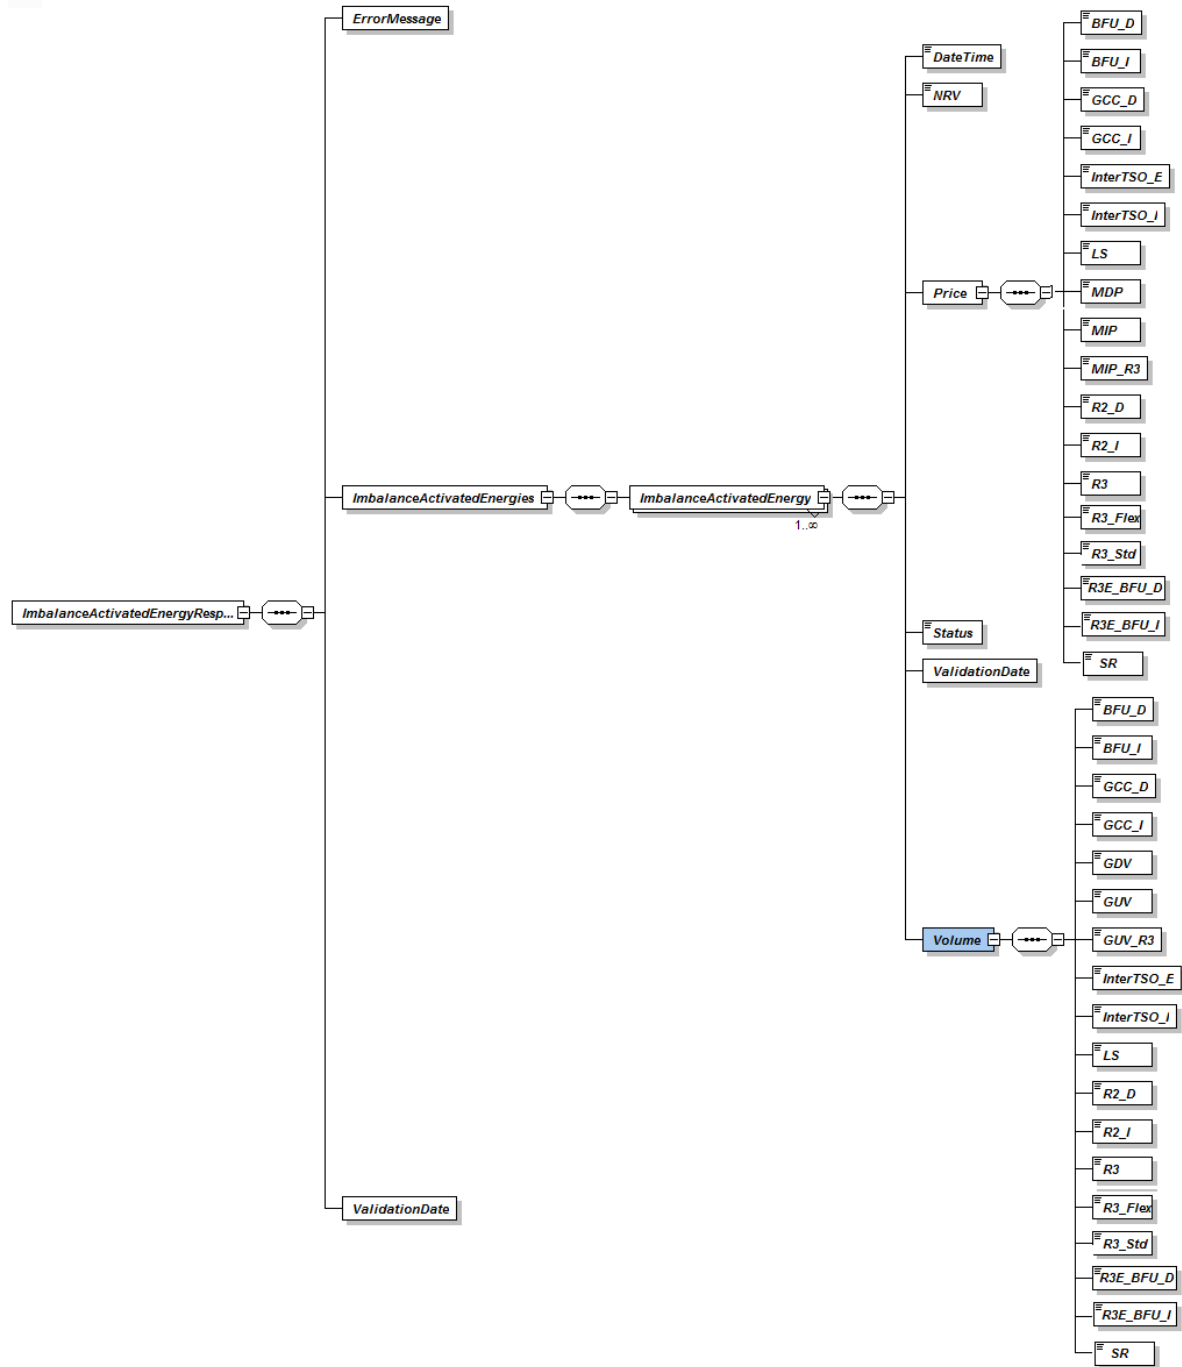 ImbalanceActivatedEnergyResp...
ErrorMessage
ImbalanceActivatedEnergies
ImbalanceActivatedEnergy
1..∞
DateTime
NRV
Price
BFU_D
BFU_I
GCC_D
GCC_I
InterTSO_E
InterTSO_I
LS
MDP
MIP
MIP_R3
R2_D
R2_I
R3
R3_Flex
R3_Std
R3E_BFU_D
R3E_BFU_I
SR
Status
ValidationDate
Volume
BFU_D
BFU_I
GCC_D
GCC_I
GDV
GUV
GUV_R3
InterTSO_E
InterTSO_I
LS
R2_D
R2_I
R3
R3_Flex
R3_Std
R3E_BFU_D
R3E_BFU_I
SR
ValidationDate